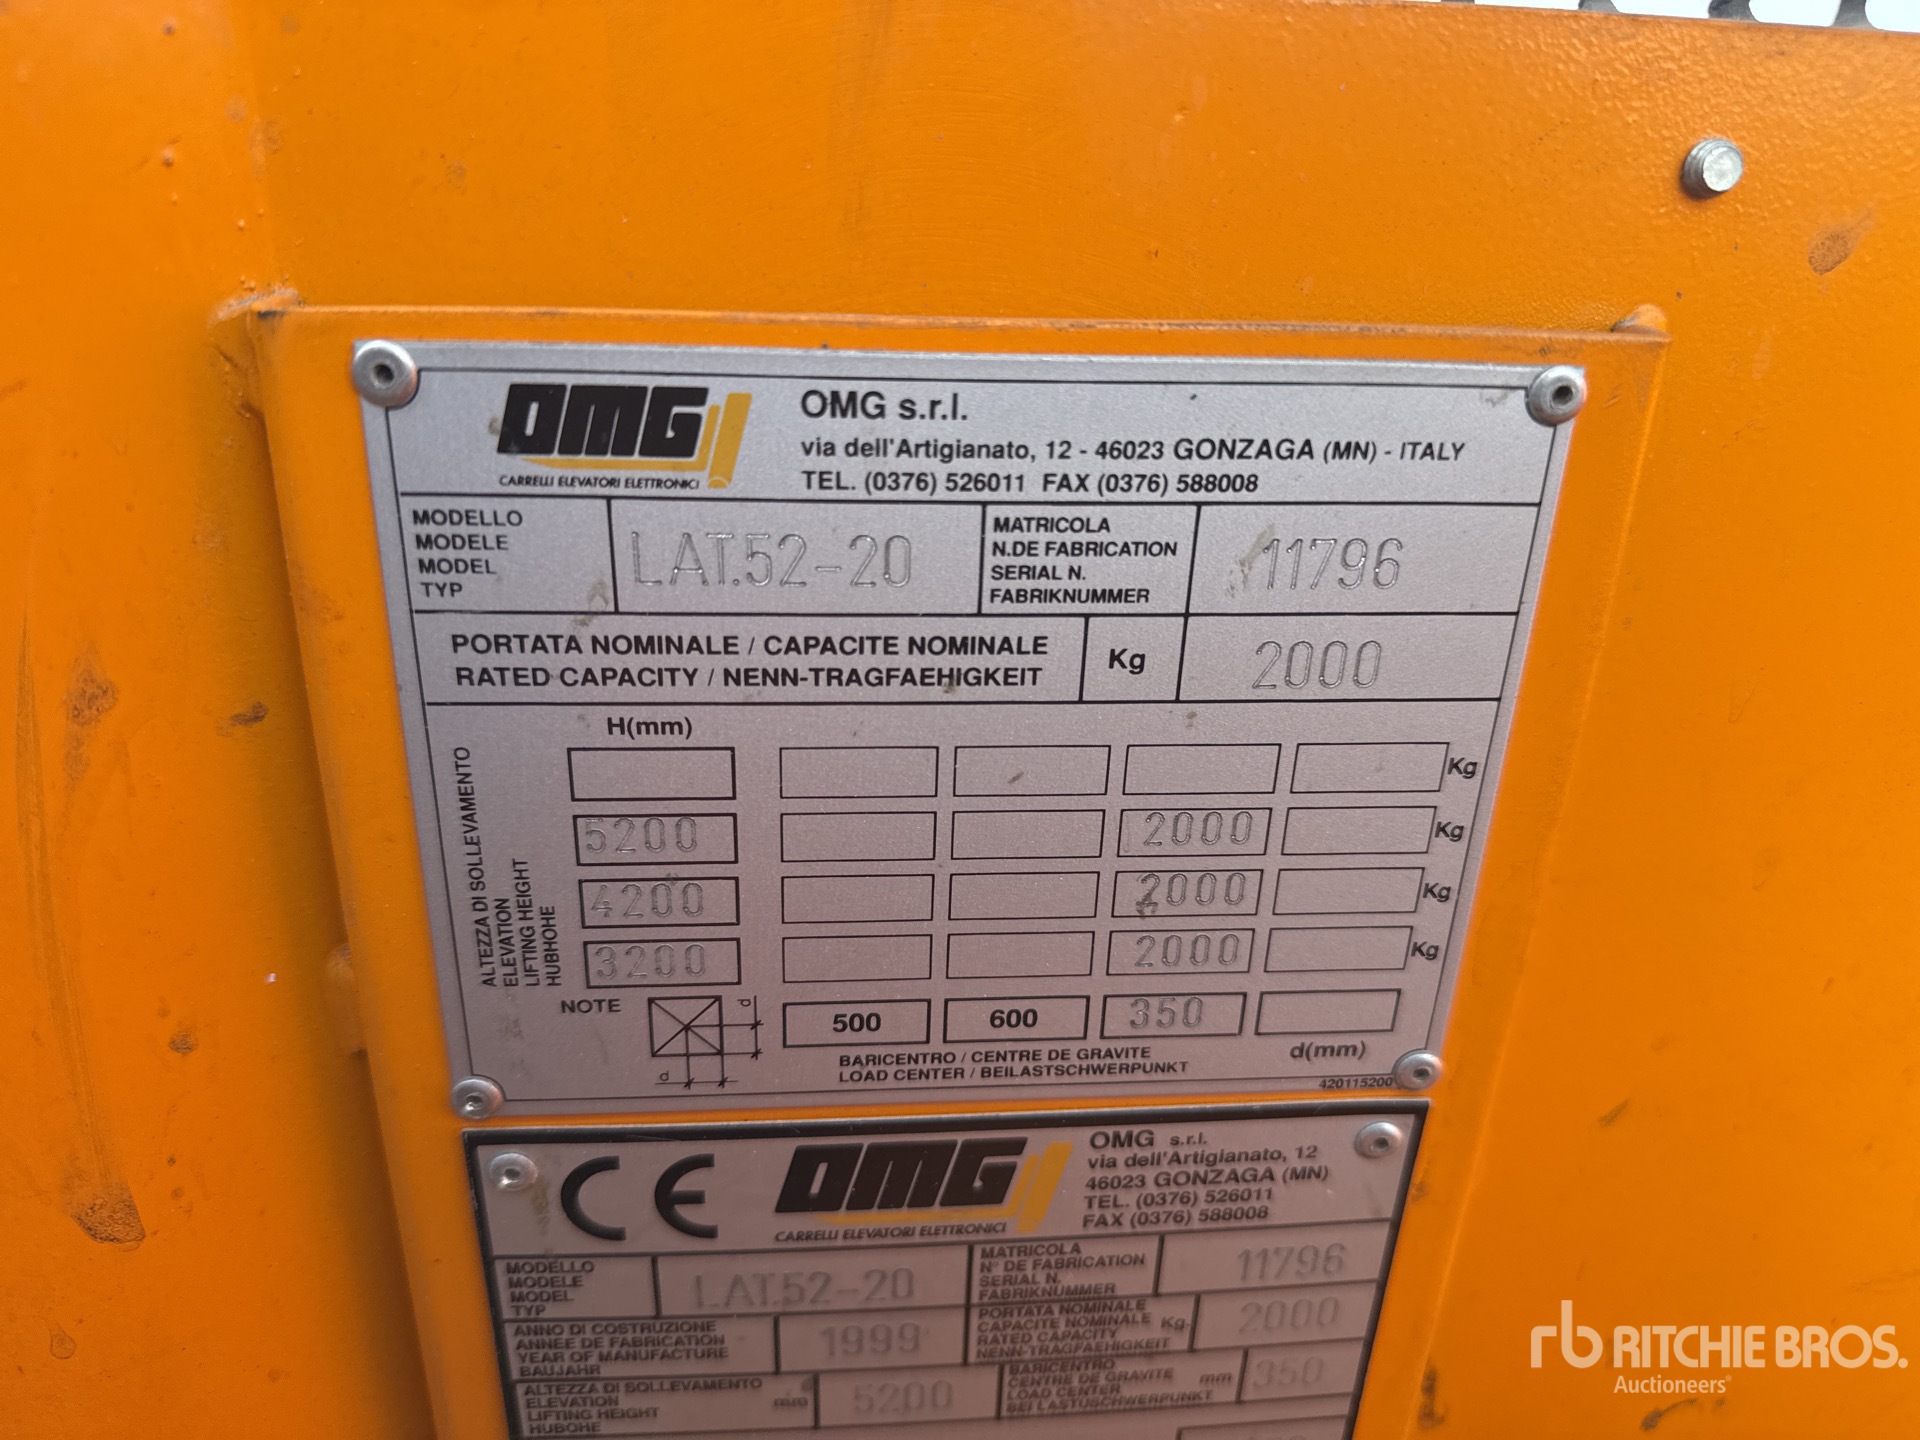 OMG
CARRELLI ELEVATORI ELETTRONICI
OMG s.r.l.
via dell'Artigianato, 12 - 46023 GONZAGA (MN) - ITALY
TEL. (0376) 526011 FAX (0376) 588008
MODELLO
MODELE
MODEL
TYP
LAT.52-20
MATRICOLA
N.DE FABRICATION
SERIAL N.
FABRIKNUMMER
11796
PORTATA NOMINALE / CAPACITE NOMINALE
RATED CAPACITY / NENN-TRAGFAEHIGKEIT
Kg
2000
H(mm)
ALTEZZA DI SOLLEVAMENTO
ELEVATION
LIFTING HEIGHT
HUBHOHE
Kg
5200 2000 Kg
4200 2000 Kg
3200 2000 Kg
NOTE
d
d
500 600 350
d(mm)
BARICENTRO / CENTRE DE GRAVITE
LOAD CENTER / BEILASTSCHWERPUNKT
420115200
CE
OMG
CARRELLI ELEVATORI ELETTRONICI
OMG s.r.l.
via dell'Artigianato, 12
46023 GONZAGA (MN)
TEL. (0376) 526011
FAX (0376) 588008
MODELLO
MODELE
MODEL
TYP
LAT.52-20
MATRICOLA
N° DE FABRICATION
SERIAL N.
FABRIKNUMMER
11796
ANNO DI COSTRUZIONE
ANNEE DE FABRICATION
YEAR OF MANUFACTURE
BAUJAHR
1999
PORTATA NOMINALE
CAPACITE NOMINALE
RATED CAPACITY
NENN-TRAGFAEHIGKEIT
Kg
2000
ALTEZZA DI SOLLEVAMENTO
ELEVATION
LIFTING HEIGHT
HUBOHE
mm
5200
BARICENTRO
CENTRE DE GRAVITE
LOAD CENTER
BEILASTUSCHWERPUNKT
mm
350
rb RITCHIE BROS.
Auctioneers